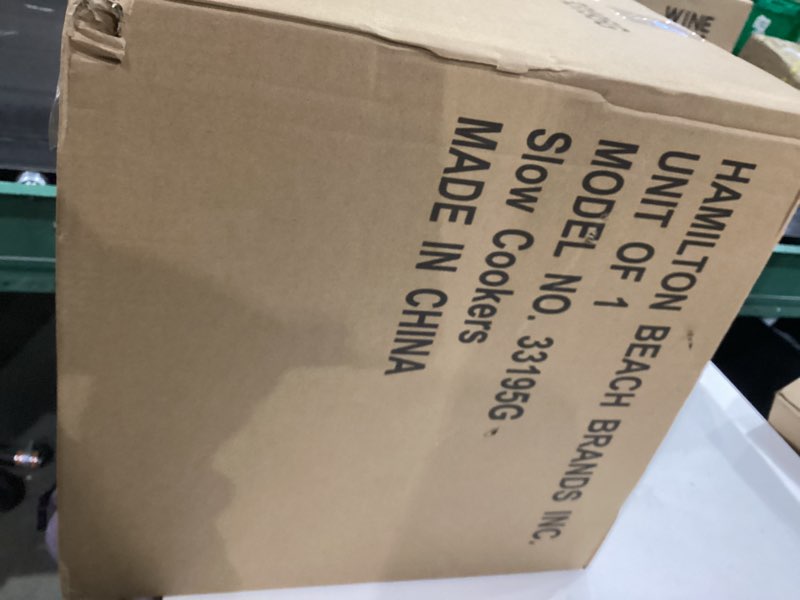 HAMILTON BEACH BRANDS INC.
UNIT OF 1
MODEL NO. 33195G
Slow Cookers
MADE IN CHINA
WINE